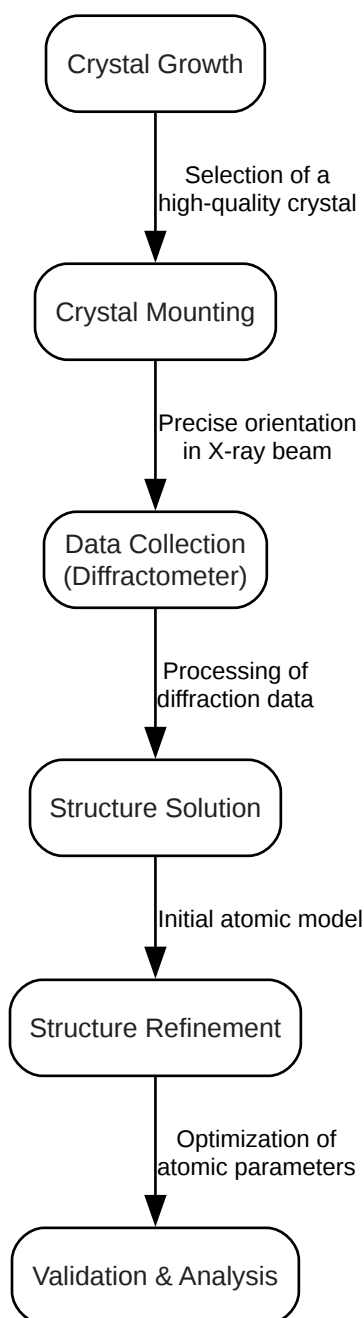 Crystal Growth
Selection of a
high-quality crystal
Crystal Mounting
Precise orientation
in X-ray beam
Data Collection
(Diffractometer)
Processing of
diffraction data
Structure Solution
Initial atomic model
Structure Refinement
Optimization of
atomic parameters
Validation & Analysis